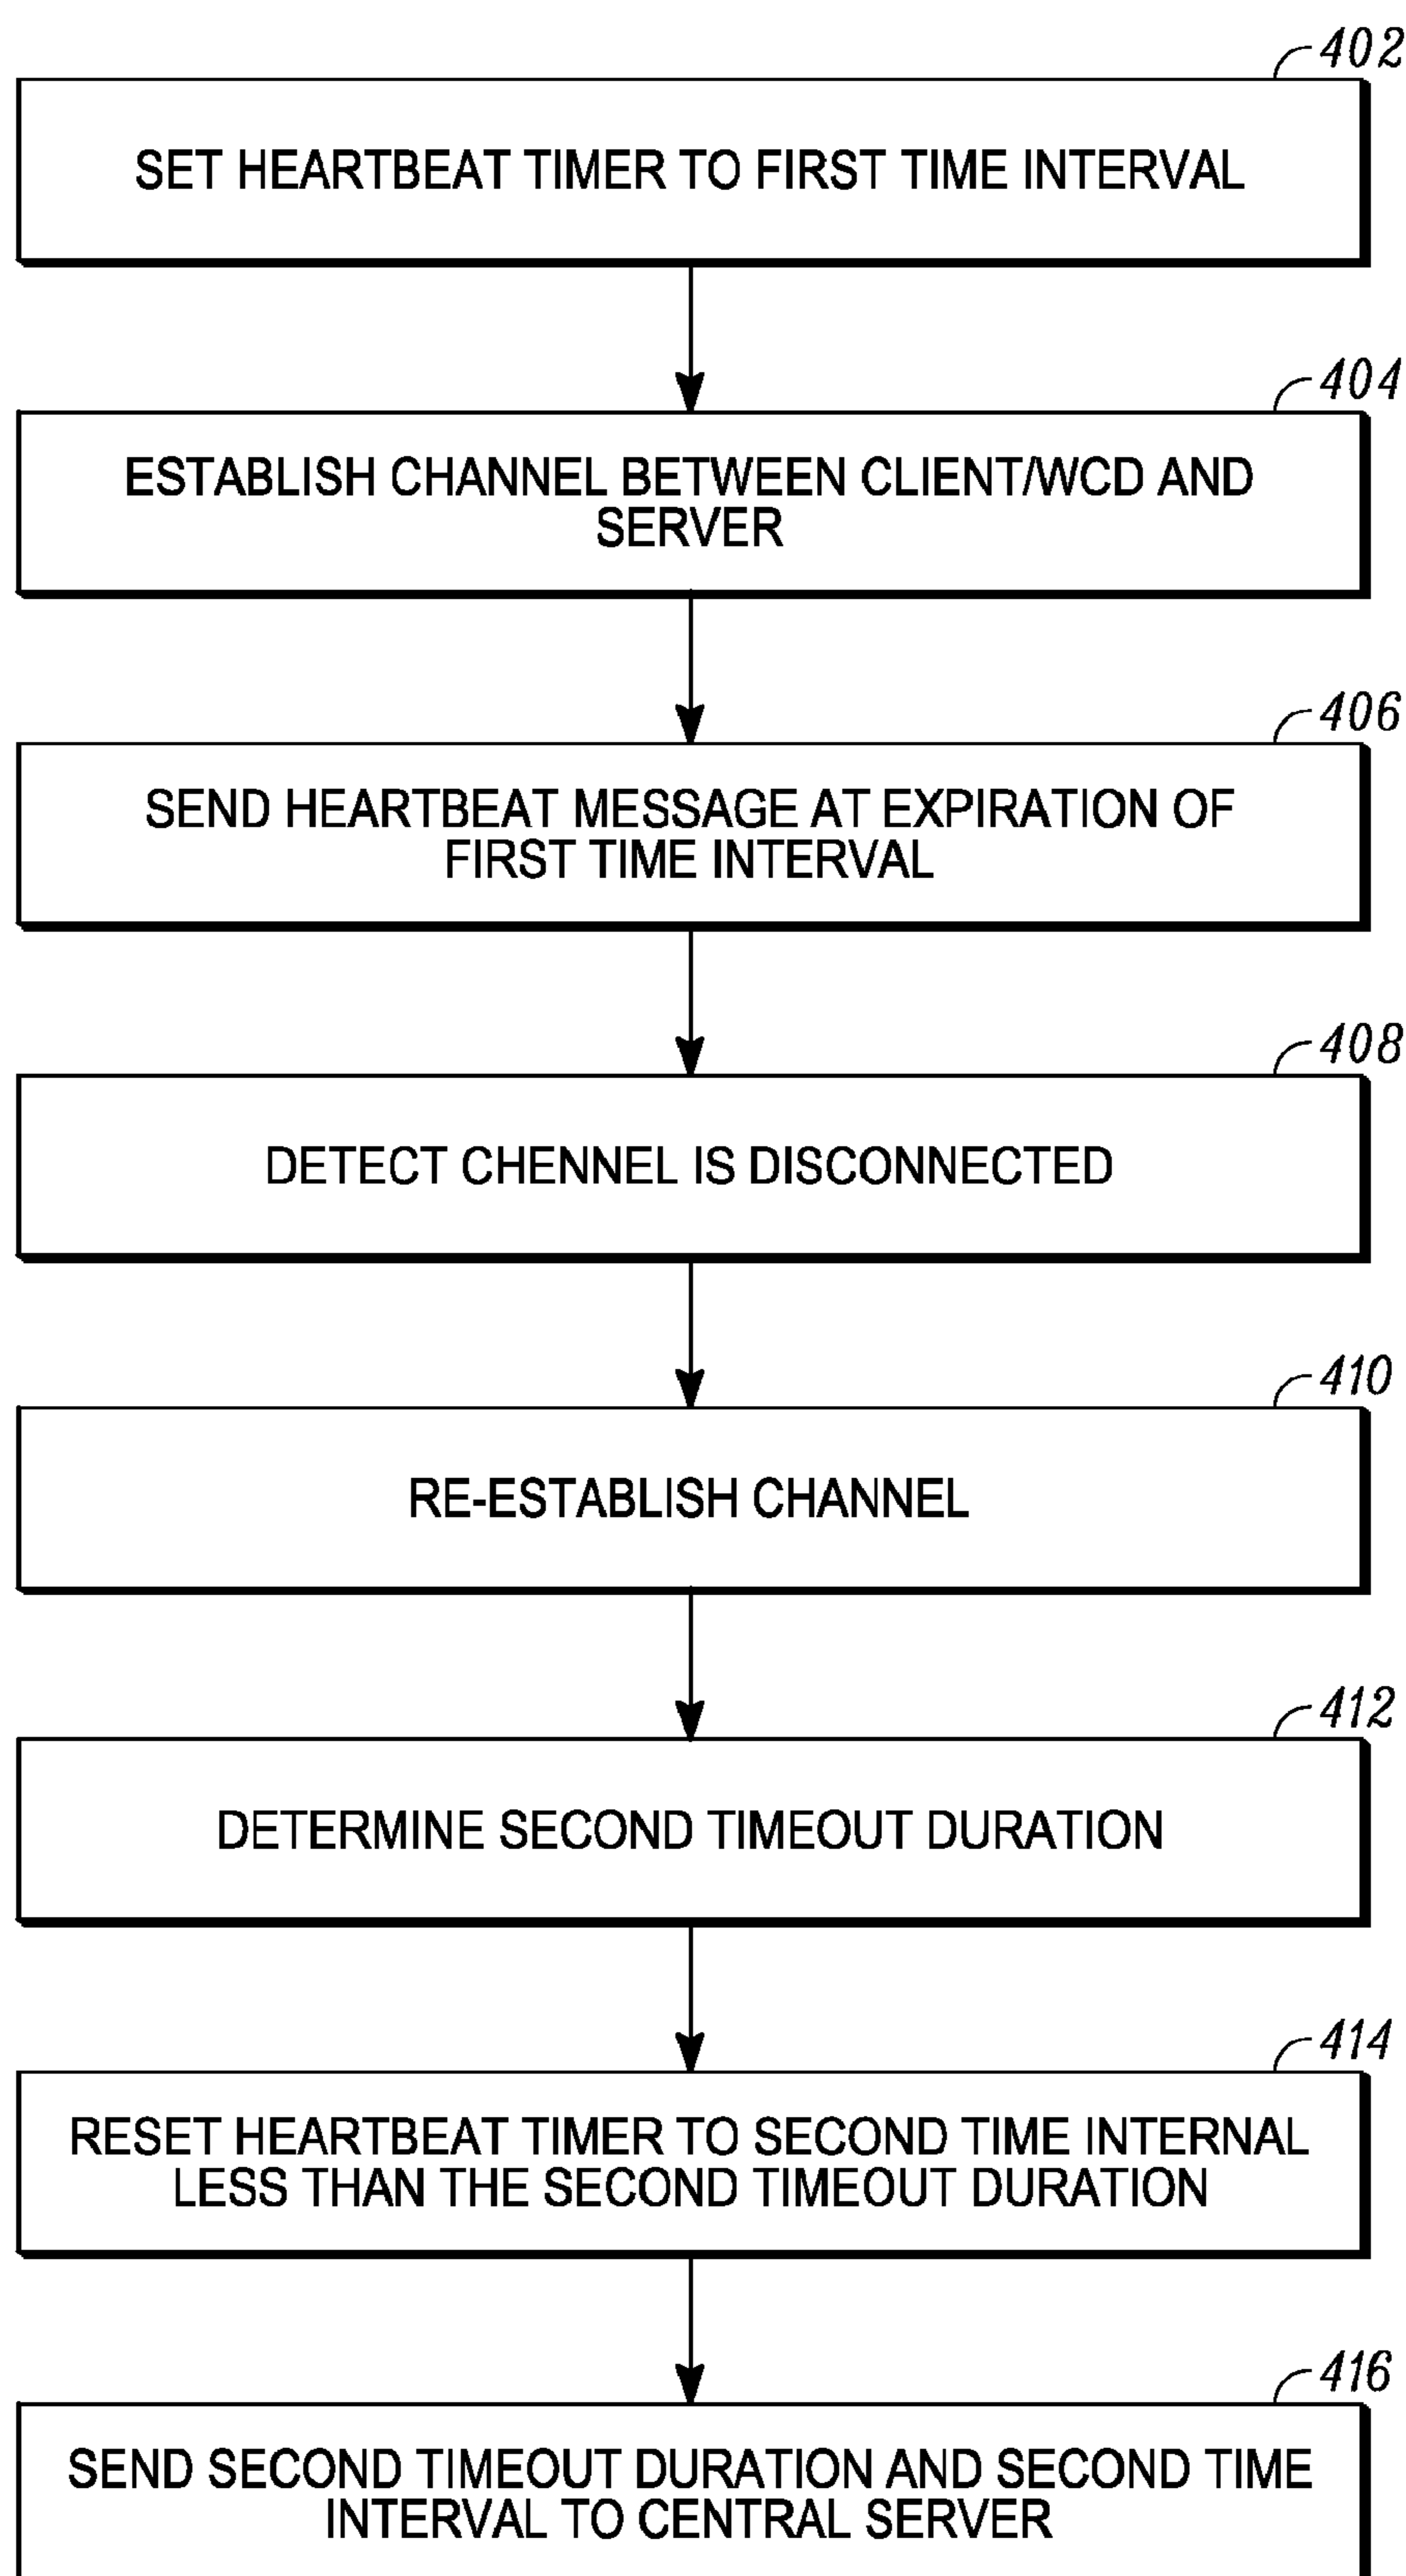 402
SET HEARTBEAT TIMER TO FIRST TIME INTERVAL
404
ESTABLISH CHANNEL BETWEEN CLIENT/WCD AND
SERVER
406
SEND HEARTBEAT MESSAGE AT EXPIRATION OF
FIRST TIME INTERVAL
408
DETECT CHENNEL IS DISCONNECTED
410
RE-ESTABLISH CHANNEL
412
DETERMINE SECOND TIMEOUT DURATION
414
RESET HEARTBEAT TIMER TO SECOND TIME INTERNAL
LESS THAN THE SECOND TIMEOUT DURATION
416
SEND SECOND TIMEOUT DURATION AND SECOND TIME
INTERVAL TO CENTRAL SERVER